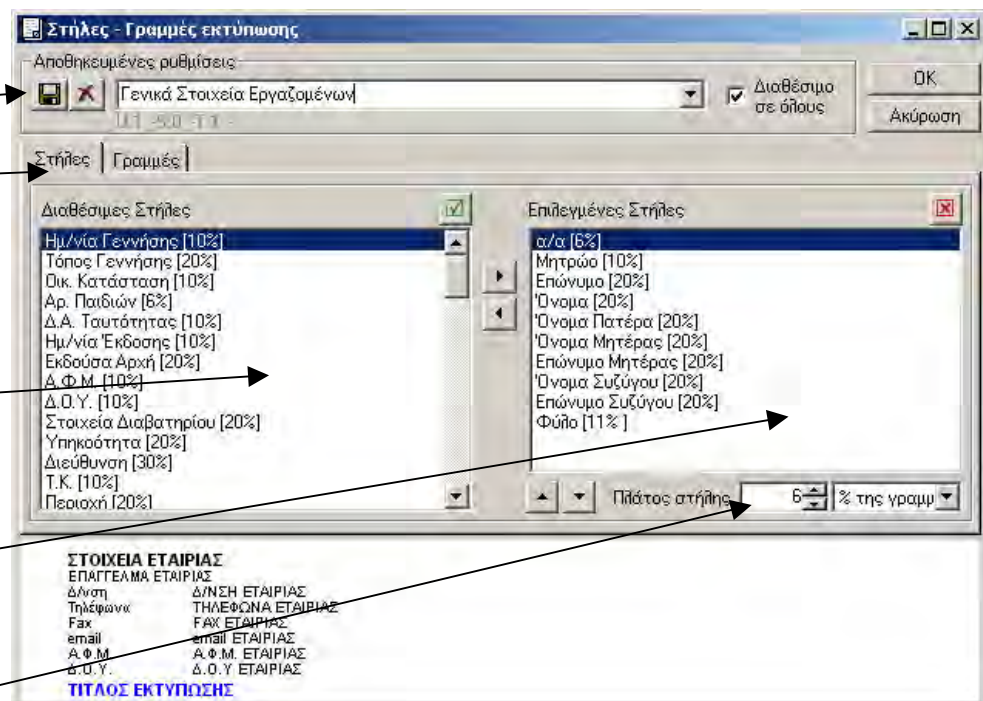 Στήλες - Γραμμές εκτύπωσης
Αποθηκευμένες ρυθμίσεις
Γενικά Στοιχεία Εργαζομένων
Διαθέσιμο
σε όλους
OK
Ακύρωση
Στήλες
Γραμμές
Διαθέσιμες Στήλες
Ημ/νία Γεννήσης [10%]
Τόπος Γεννήσης [20%]
Οικ. Κατάσταση [10%]
Αρ. Παιδιών [6%]
Δ.Α. Ταυτότητας [10%]
Ημ/νία Έκδοσης [10%]
Εκδούσα Αρχή [20%]
Α.Φ.Μ. [10%]
Δ.Ο.Υ. [10%]
Στοιχεία Διαβατηρίου [20%]
Υπηκοότητα [20%]
Διεύθυνση [30%]
Τ.Κ. [10%]
Περιοχή [20%]
Επιλεγμένες Στήλες
α/α [6%]
Μητρώο [10%]
Επώνυμο [20%]
Όνομα [20%]
Όνομα Πατέρα [20%]
Όνομα Μητέρας [20%]
Επώνυμο Μητέρας [20%]
Όνομα Συζύγου [20%]
Επώνυμο Συζύγου [20%]
Φύλο [11% ]
Πλάτος στήλης 6 % της γραμμ
ΣΤΟΙΧΕΙΑ ΕΤΑΙΡΙΑΣ
ΕΠΑΓΓΕΛΜΑ ΕΤΑΙΡΙΑΣ
Δ/νση Δ/ΝΣΗ ΕΤΑΙΡΙΑΣ
Τηλέφωνα ΤΗΛΕΦΩΝΑ ΕΤΑΙΡΙΑΣ
Fax FAX ΕΤΑΙΡΙΑΣ
email email ΕΤΑΙΡΙΑΣ
Α.Φ.Μ. Α.Φ.Μ. ΕΤΑΙΡΙΑΣ
Δ.Ο.Υ. Δ.Ο.Υ ΕΤΑΙΡΙΑΣ
ΤΙΤΛΟΣ ΕΚΤΥΠΩΣΗΣ